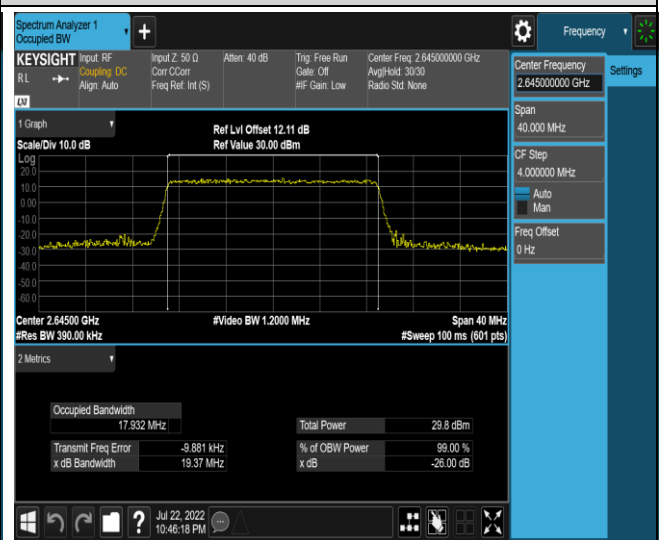 Spectrum Analyzer 1
Occupied BW
Frequency
KEYSIGHT Input: RF
RL
Coupling: DC
Align: Auto
LXI
Input Z: 50 Ω
Corr CCorr
Freq Ref: Int (S)
Atten: 40 dB
Trig: Free Run
Gate: Off
#IF Gain: Low
Center Freq: 2.645000000 GHz
Avg|Hold: 30/30
Radio Std: None
Center Frequency
2.645000000 GHz
Settings
Span
40.000 MHz
CF Step
4.000000 MHz
Auto
Man
Freq Offset
0 Hz
1 Graph
Scale/Div 10.0 dB
Ref Lvl Offset 12.11 dB
Ref Value 30.00 dBm
Log
20.0
10.0
0.00
-10.0
-20.0
-30.0
-40.0
-50.0
-60.0
Center 2.64500 GHz
#Video BW 1.2000 MHz
Span 40 MHz
#Res BW 390.00 kHz
#Sweep 100 ms (601 pts)
2 Metrics
Occupied Bandwidth
17.932 MHz
Total Power 29.8 dBm
Transmit Freq Error -9.881 kHz
% of OBW Power 99.00 %
x dB Bandwidth 19.37 MHz
x dB -26.00 dB
?
Jul 22, 2022
10:46:18 PM